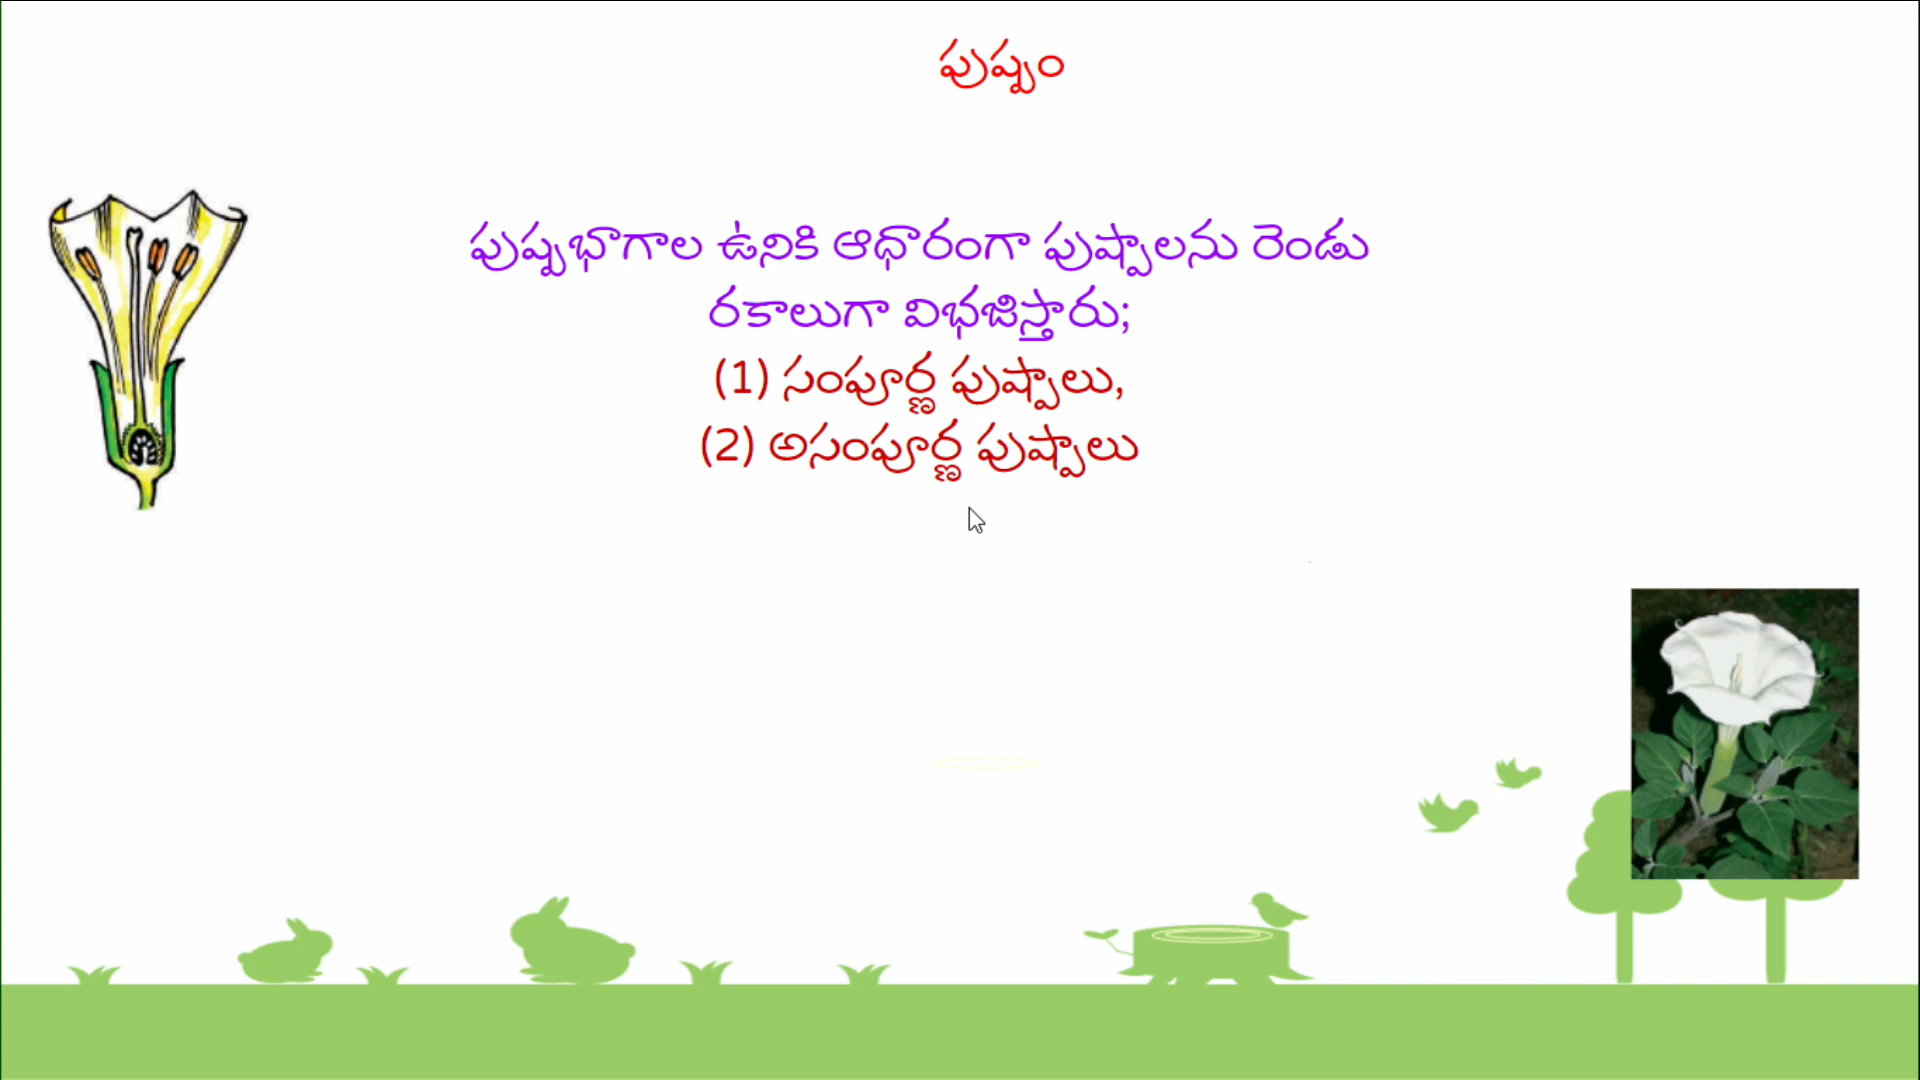 పుష్పం
పుష్పభాగాల ఉనికి ఆధారంగా పుష్పాలను రెండు
రకాలుగా విభజిస్తారు;
(1) సంపూర్ణ పుష్పాలు,
(2) అసంపూర్ణ పుష్పాలు